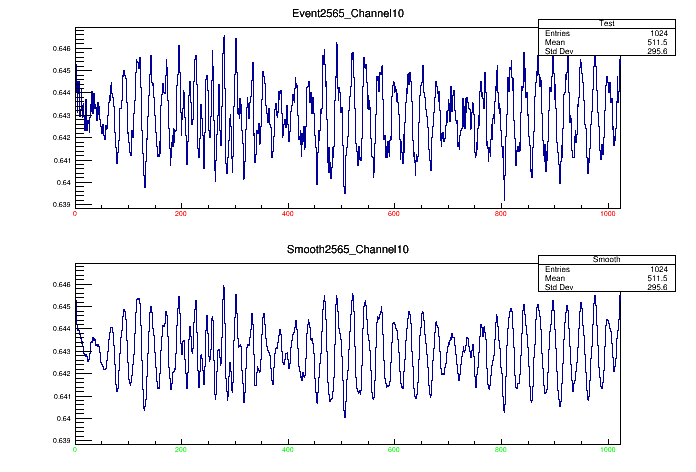 Event2565_Channel10
Test
Entries 1024
Mean 511.5
Std Dev 295.6
0.646
0.645
0.644
0.643
0.642
0.641
0.64
0.639
0 200 400 600 800 1000
Smooth2565_Channel10
Smooth
Entries 1024
Mean 511.5
Std Dev 295.6
0.646
0.645
0.644
0.643
0.642
0.641
0.64
0.639
0 200 400 600 800 1000